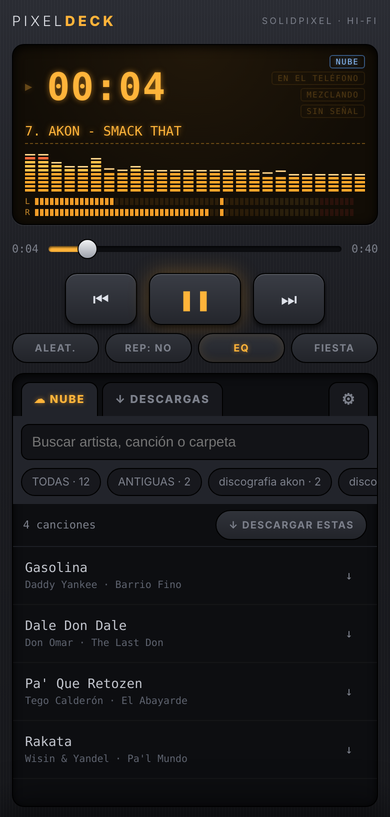 PIXELDECK
SOLIDPIXEL · HI-FI
NUBE
00:04
EN EL TELÉFONO
MEZCLANDO
SIN SEÑAL
7. AKON - SMACK THAT
L
R
0:04
0:40
ALEAT.
REP: NO
EQ
FIESTA
NUBE
↓ DESCARGAS
Buscar artista, canción o carpeta
TODAS · 12
ANTIGUAS · 2
discografia akon · 2
disco
4 canciones
↓ DESCARGAR ESTAS
Gasolina
Daddy Yankee · Barrio Fino
↓
Dale Don Dale
Don Omar · The Last Don
↓
Pa' Que Retozen
Tego Calderón · El Abayarde
↓
Rakata
Wisin & Yandel · Pa'l Mundo
↓